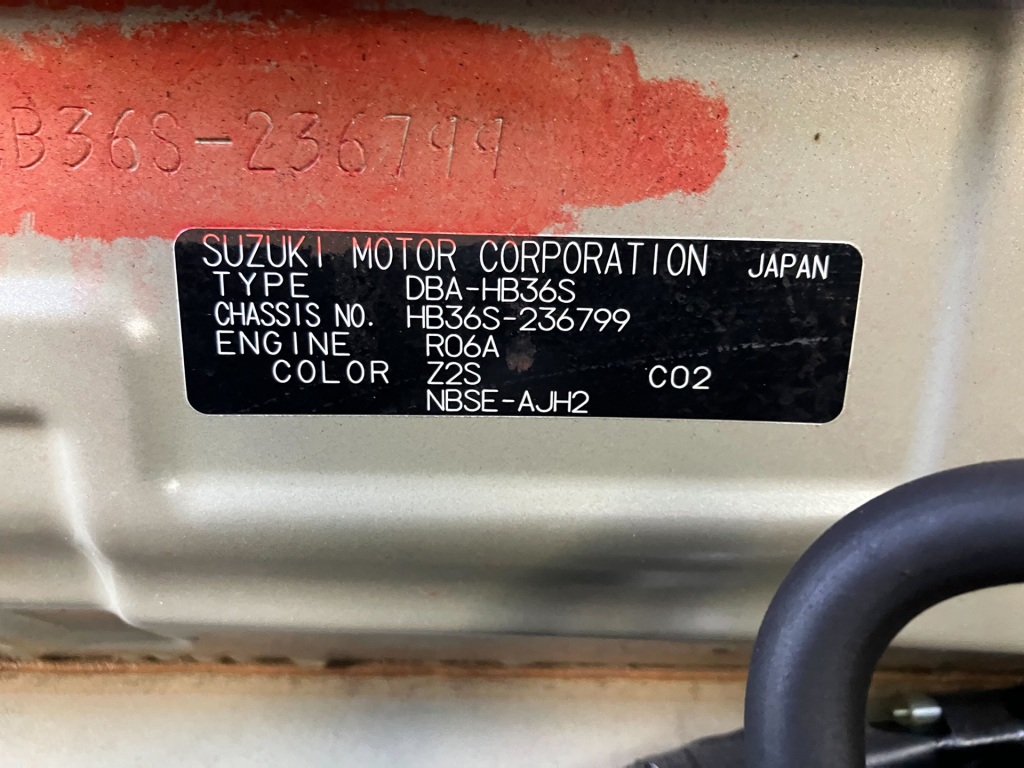 B36S-236799
SUZUKI MOTOR CORPORATION JAPAN
TYPE DBA-HB36S
CHASSIS NO. HB36S-236799
ENGINE R06A
COLOR Z2S C02
NBSE-AJH2